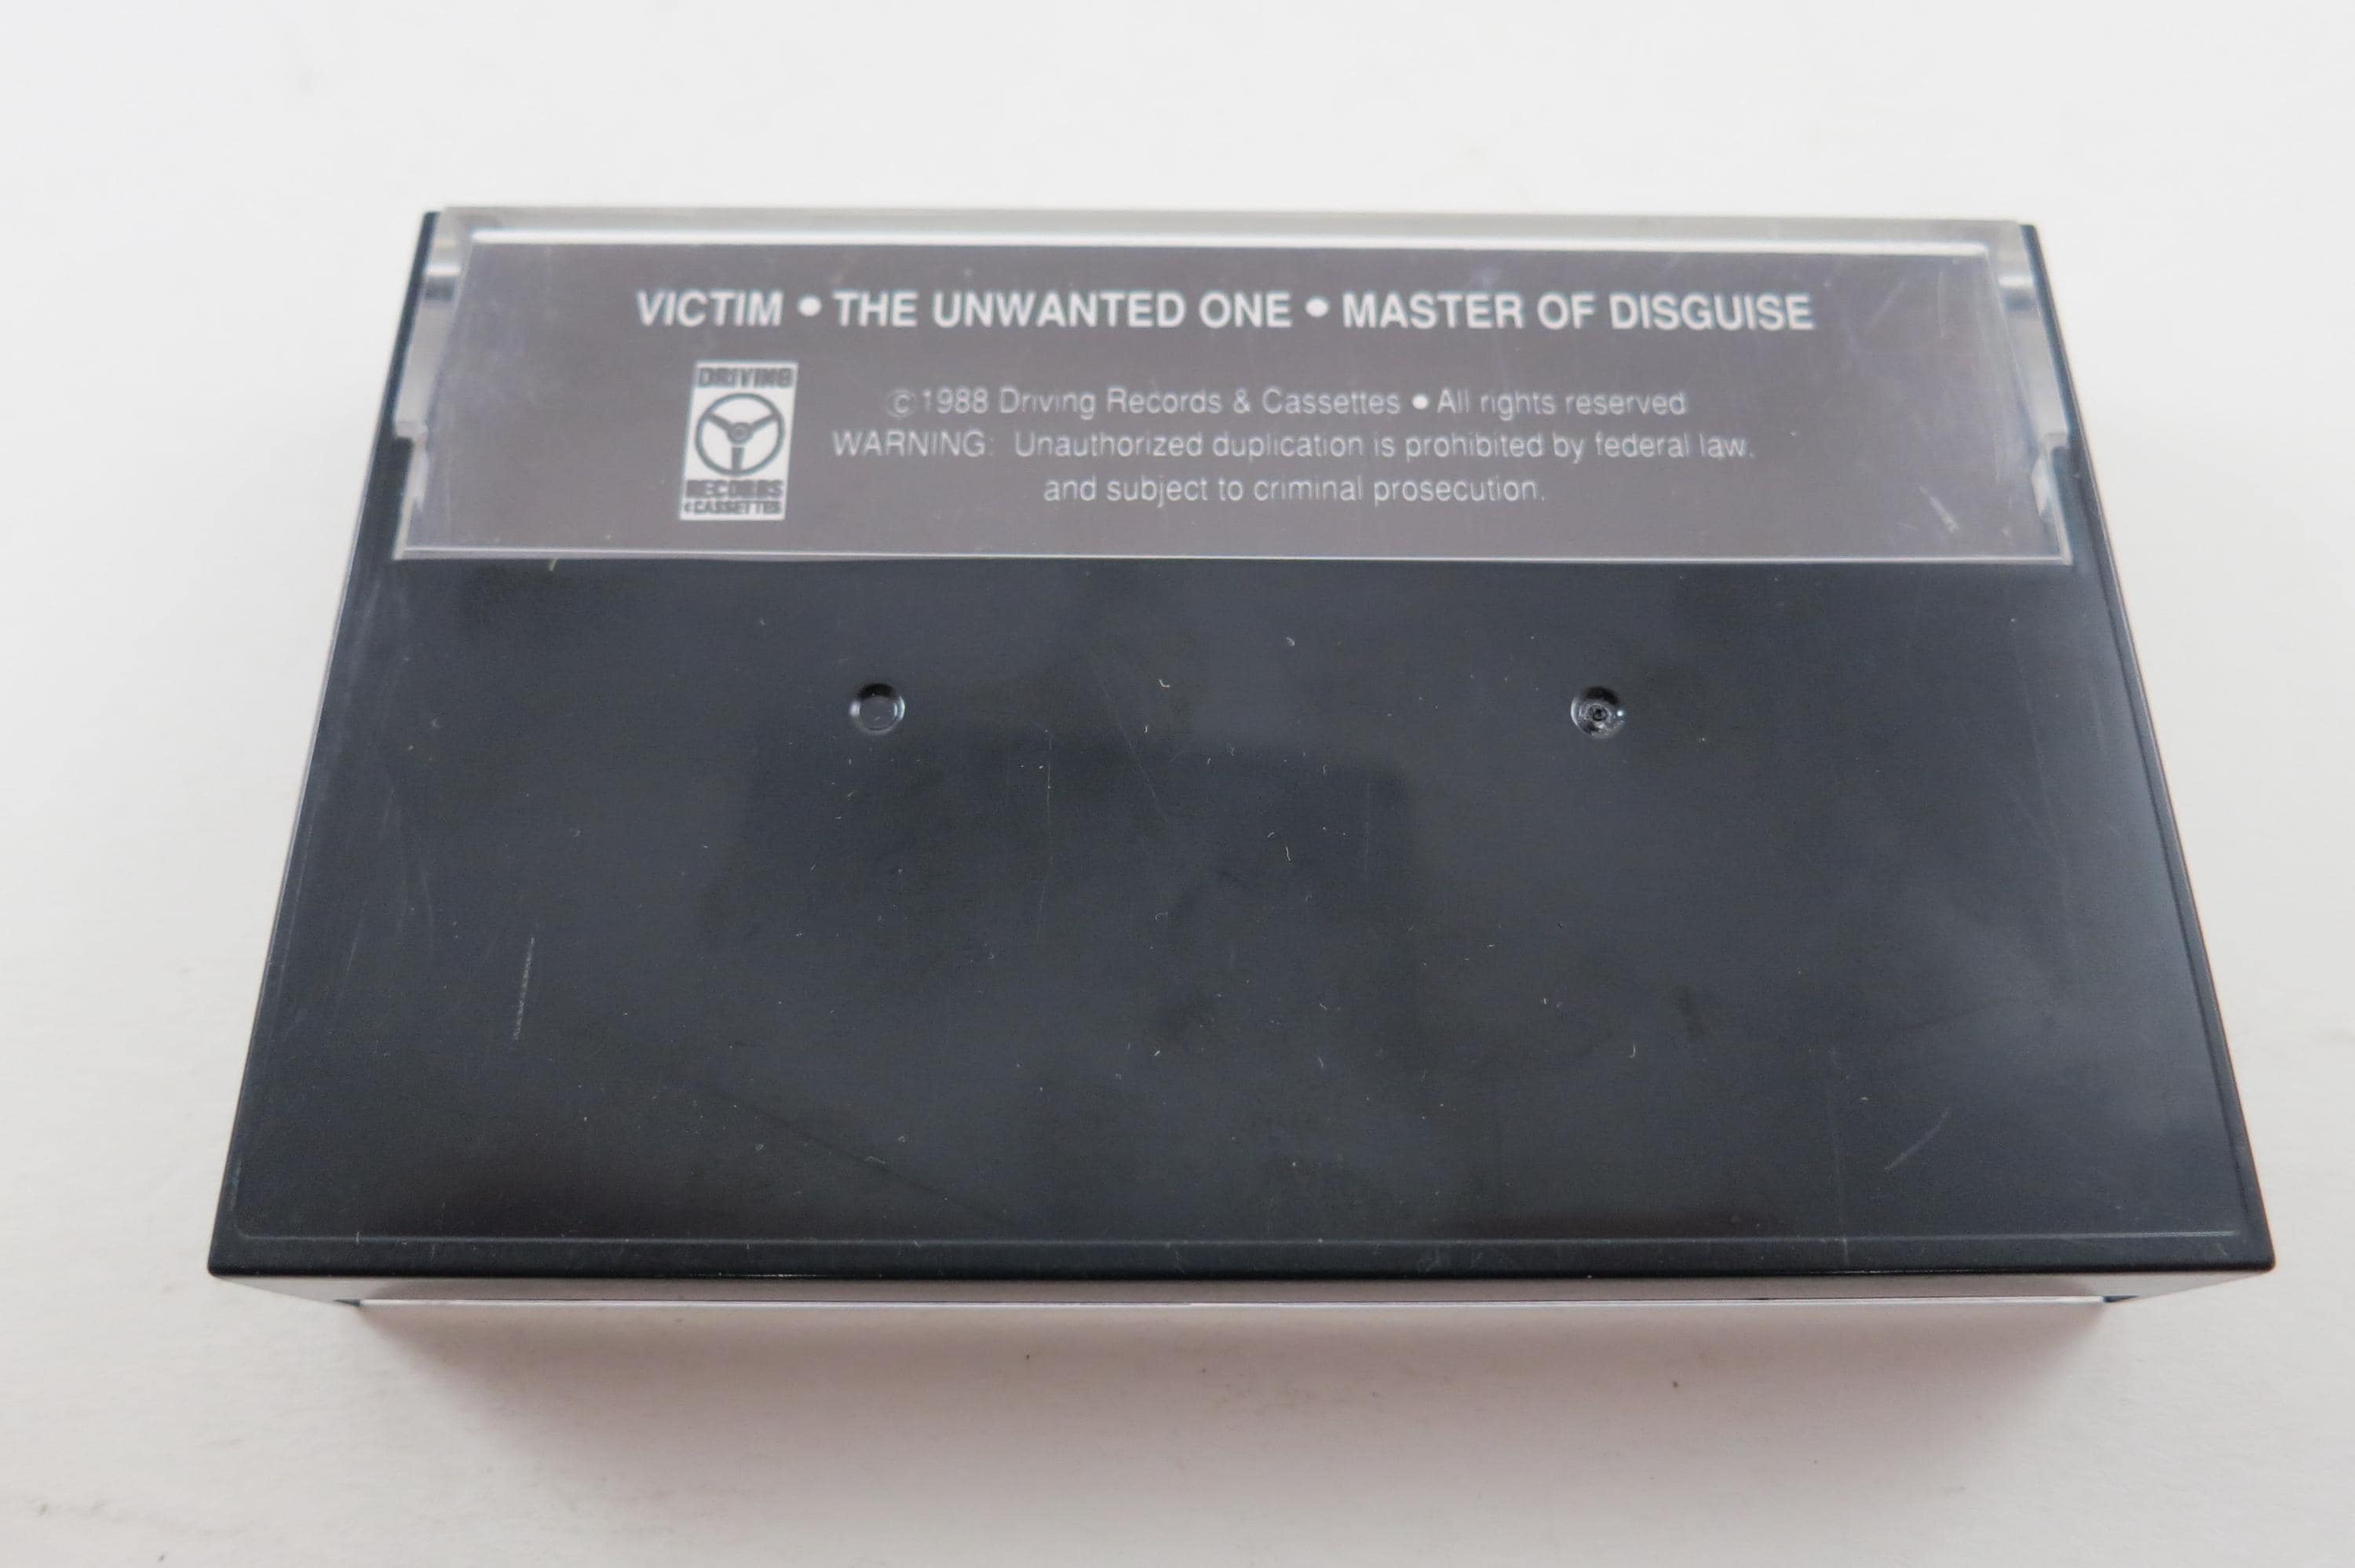 VICTIM • THE UNWANTED ONE • MASTER OF DISGUISE
DRIVING
RECORDS
& CASSETTES
©1988 Driving Records & Cassettes • All rights reserved
WARNING: Unauthorized duplication is prohibited by federal law.
and subject to criminal prosecution.